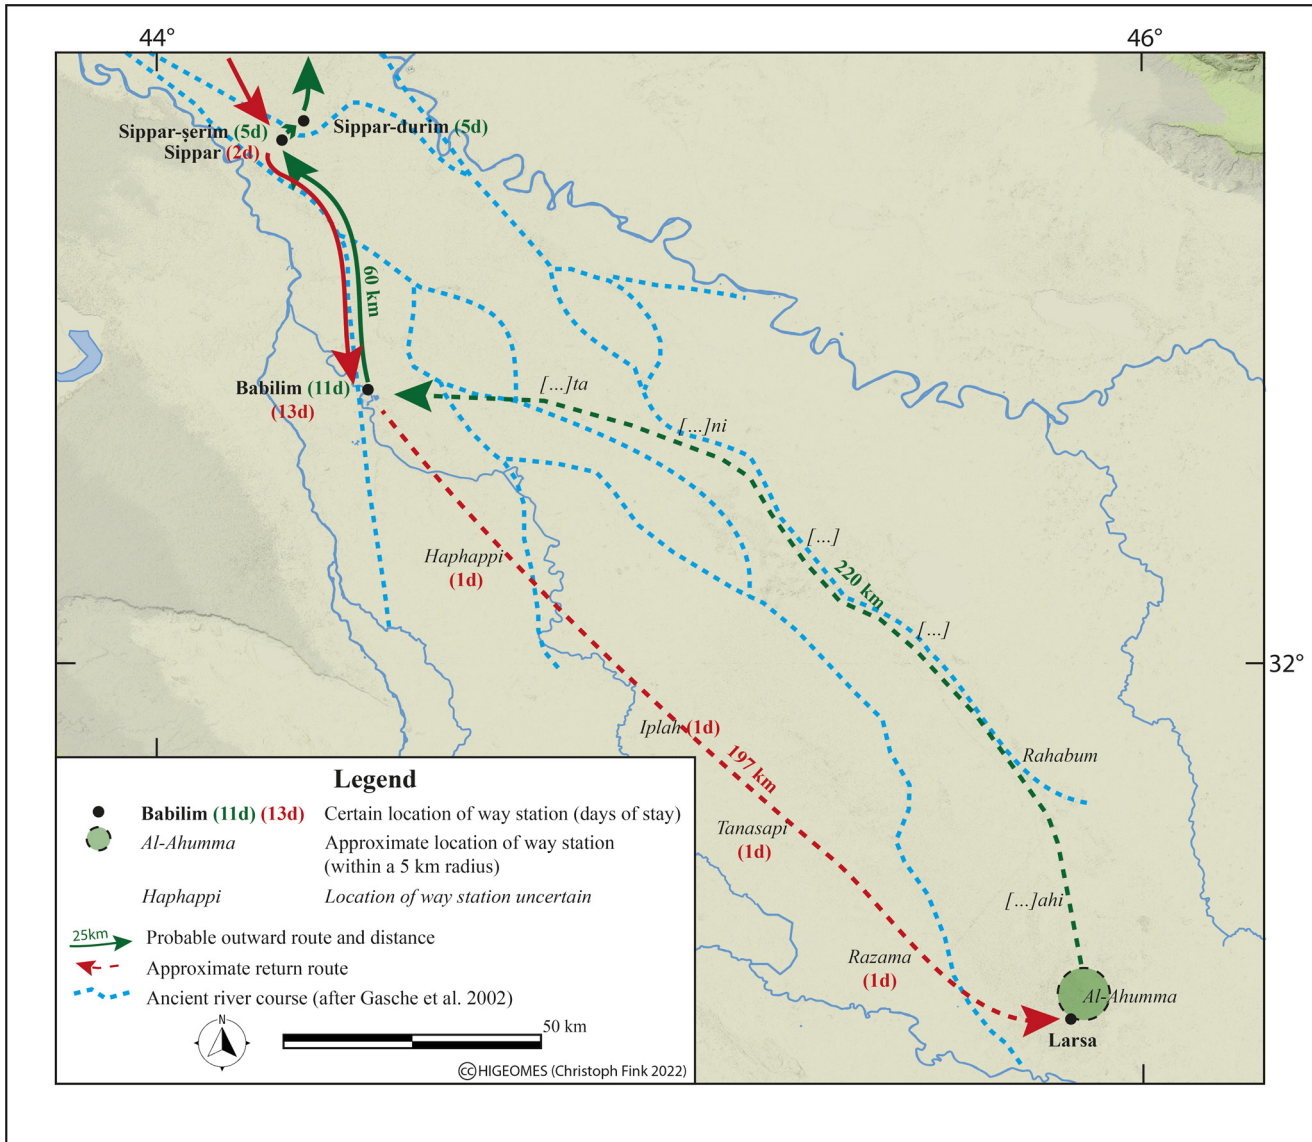 44°
46°
Sippar-ṣerim (5d)
Sippar-durim (5d)
Sippar (2d)
60 km
Babilim (11d)
(13d)
[...]ta
[...]ni
[...]
220 km
[...]
Haphappi
(1d)
32°
Iplah (1d)
197 km
Rahabum
Tanasapi
(1d)
[...]ahi
Razama
(1d)
Al-Ahumma
Larsa
Legend
Babilim (11d) (13d) Certain location of way station (days of stay)
Al-Ahumma Approximate location of way station
(within a 5 km radius)
Haphappi Location of way station uncertain
25km Probable outward route and distance
Approximate return route
Ancient river course (after Gasche et al. 2002)
N
50 km
cc HIGEOMES (Christoph Fink 2022)